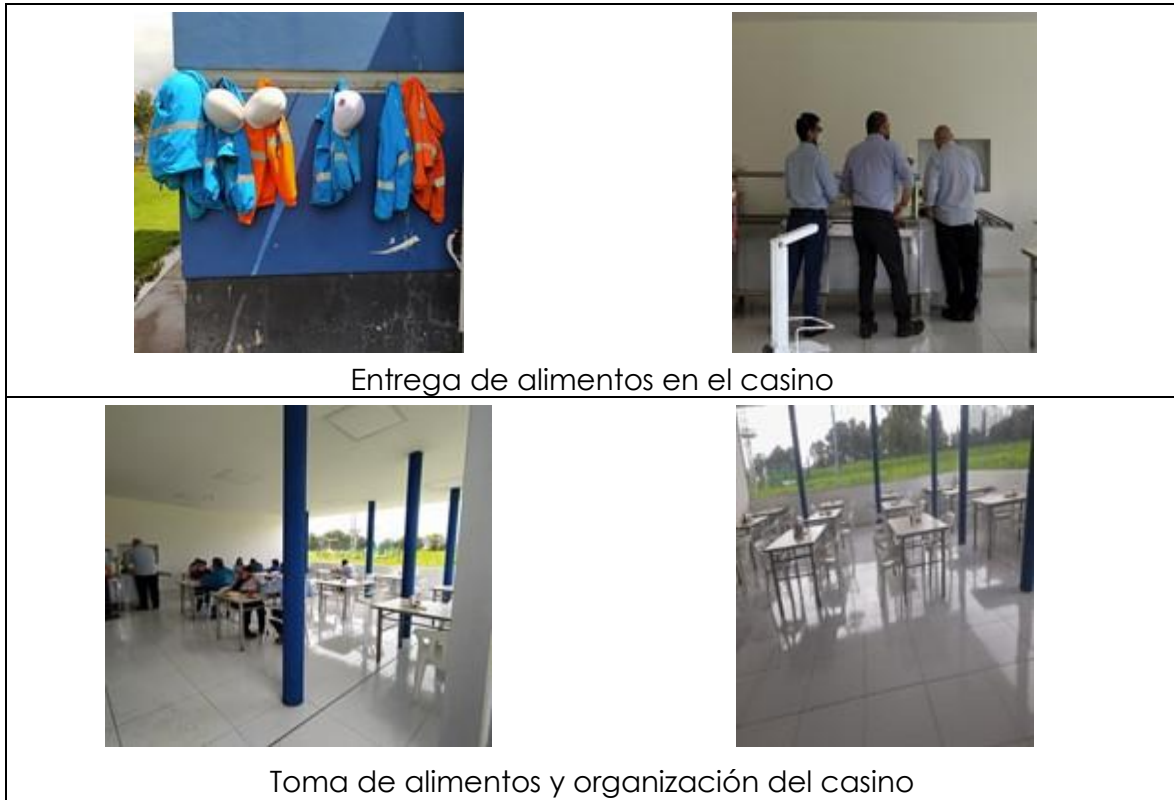 Entrega de alimentos en el casino
Toma de alimentos y organización del casino